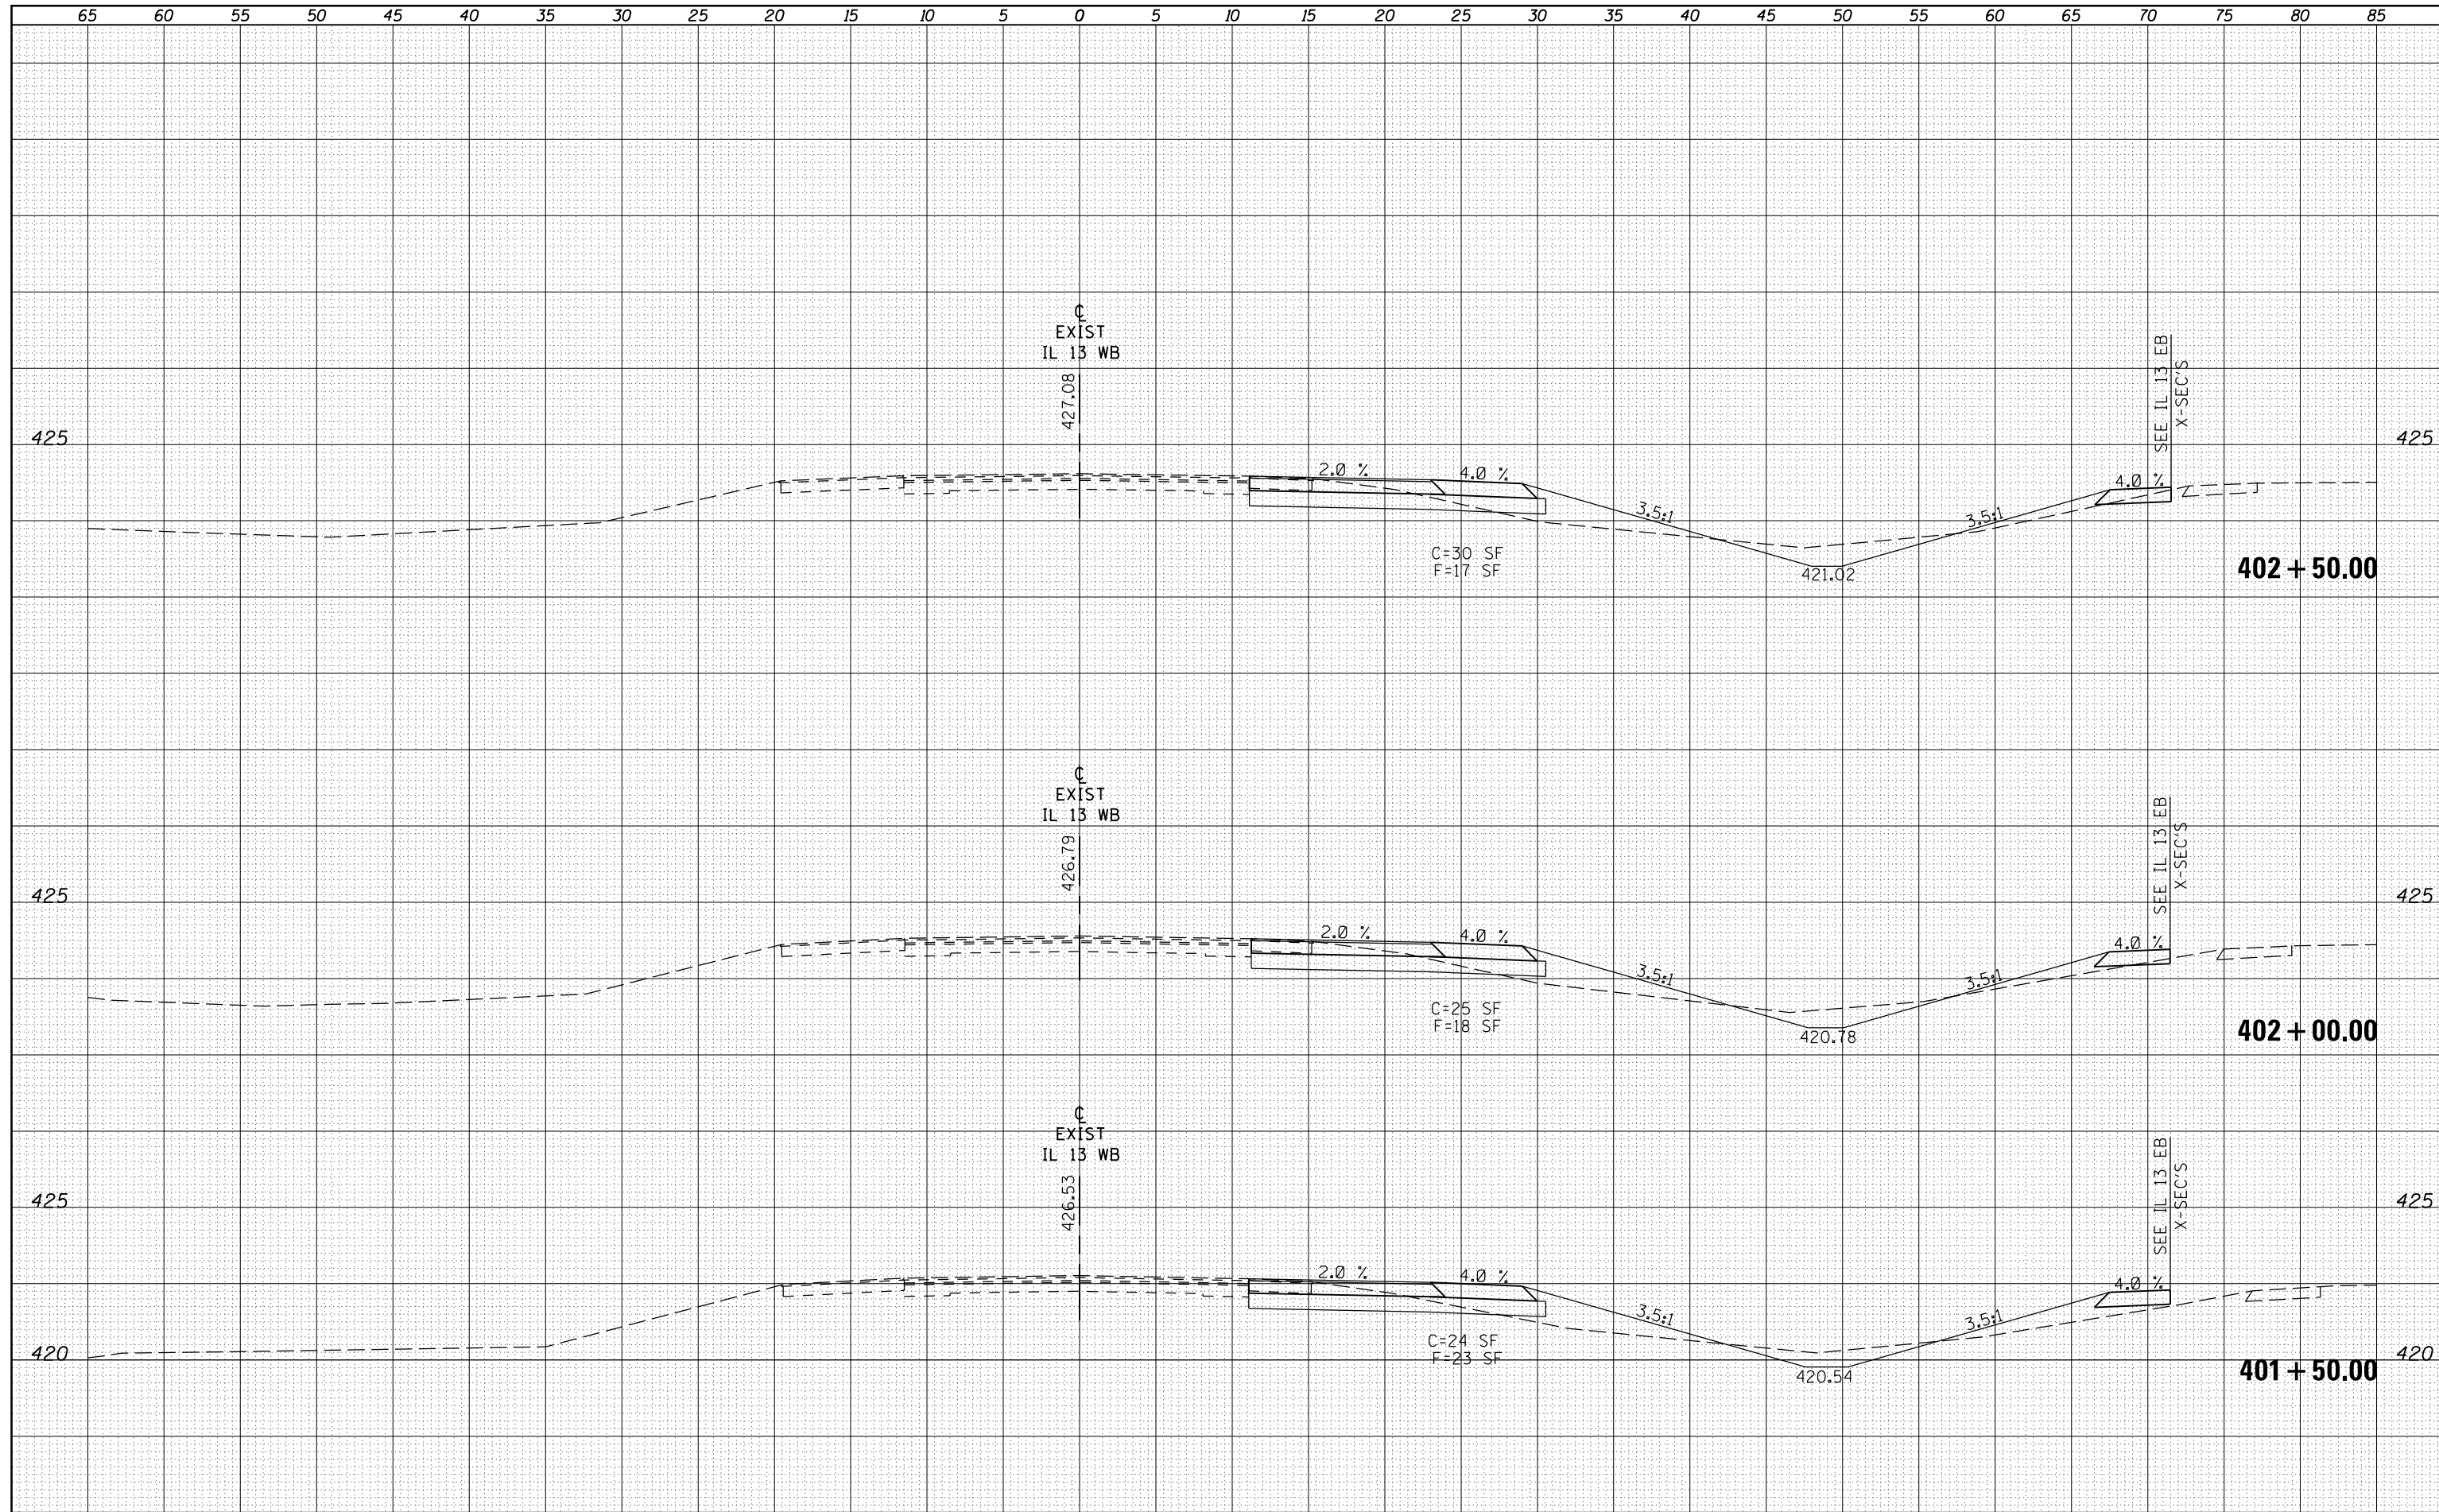 65 60 55 50 45 40 35 30 25 20 15 10 5 0 5 10 15 20 25 30 35 40 45 50 55 60 65 70 75 80 85
℄
EXIST
IL 13 WB
427.08
SEE IL 13 EB
X-SEC'S
425 425
2.0 % 4.0 % 4.0 %
3.5:1 3.5:1
C=30 SF
F=17 SF
421.02
402+50.00
℄
EXIST
IL 13 WB
426.79
SEE IL 13 EB
X-SEC'S
425 425
2.0 % 4.0 % 4.0 %
3.5:1 3.5:1
C=25 SF
F=18 SF
420.78
402+00.00
℄
EXIST
IL 13 WB
426.53
SEE IL 13 EB
X-SEC'S
425 425
2.0 % 4.0 % 4.0 %
3.5:1 3.5:1
C=24 SF
F=23 SF
420 420
420.54
401+50.00